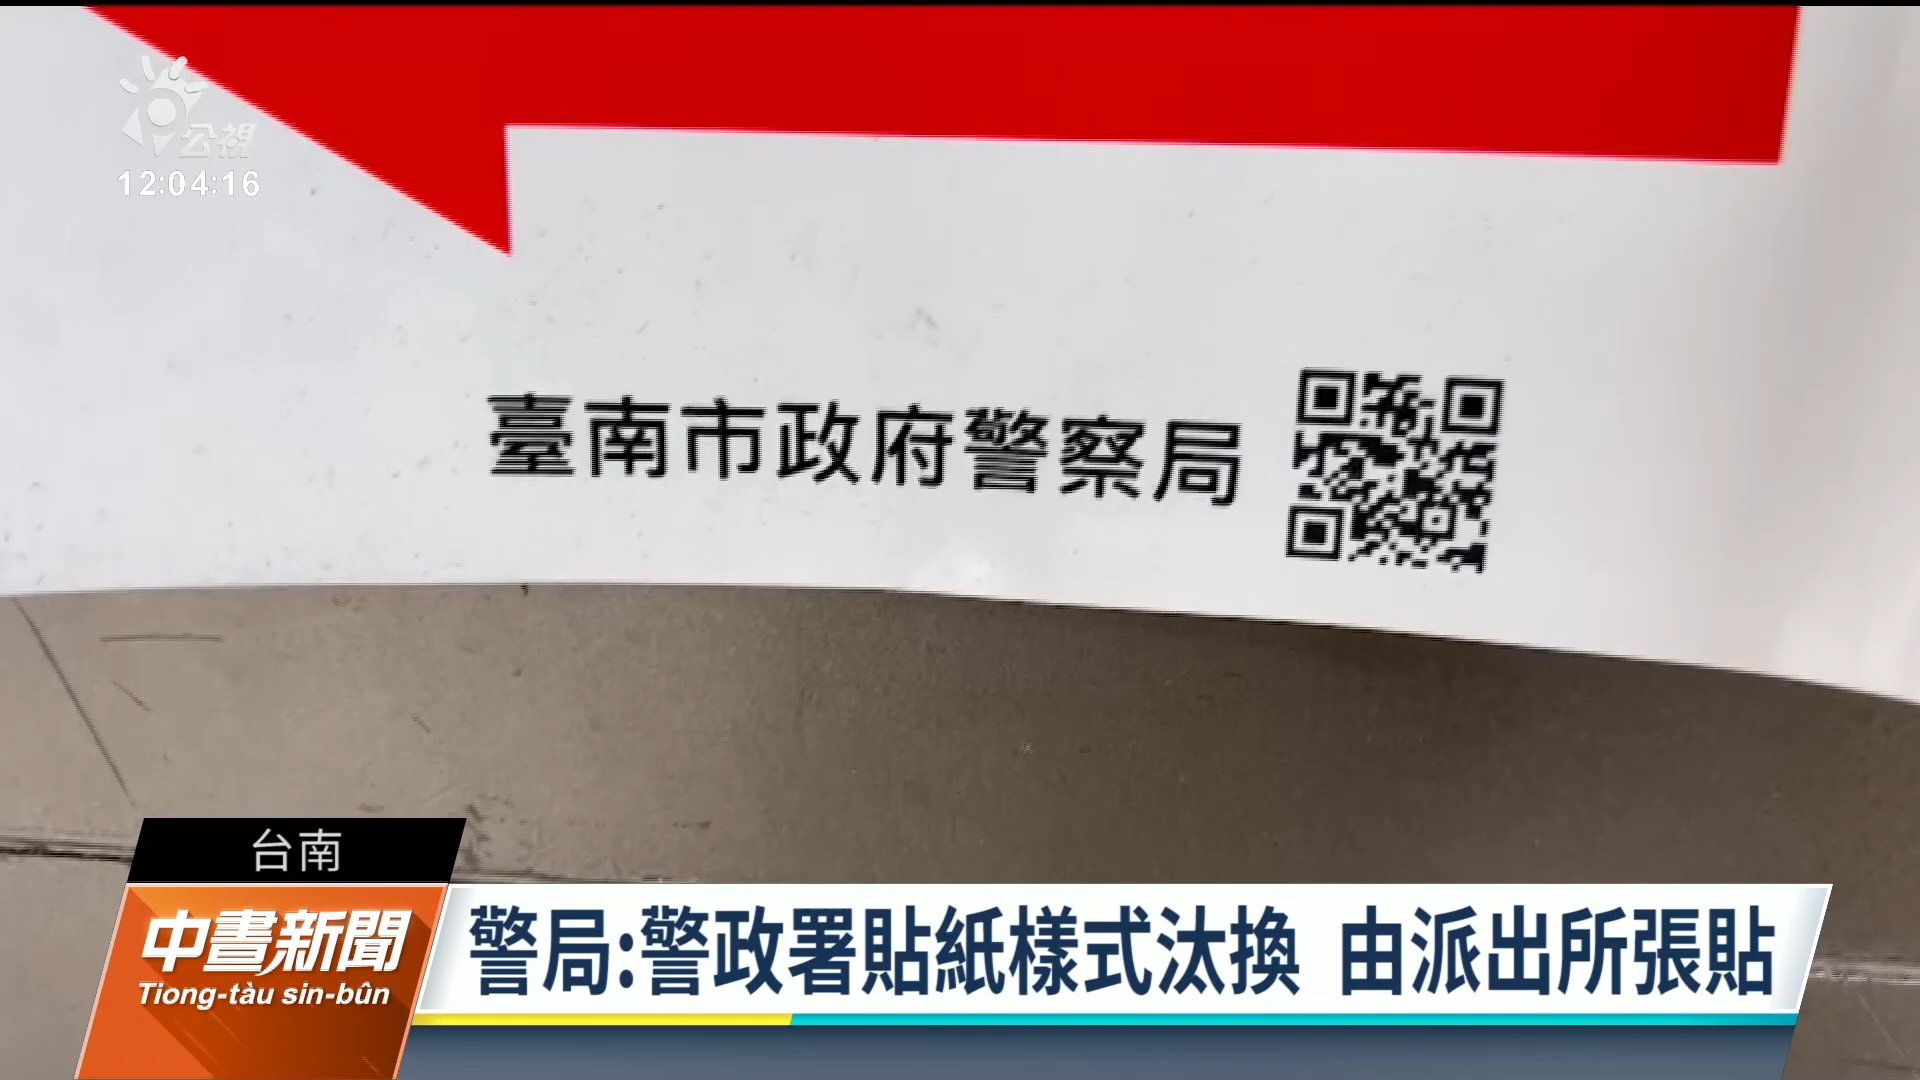 公視
12:04:16
臺南市政府警察局
台南
中晝新聞
Tiong-tàu sin-bûn
警局:警政署貼紙樣式汰換 由派出所張貼